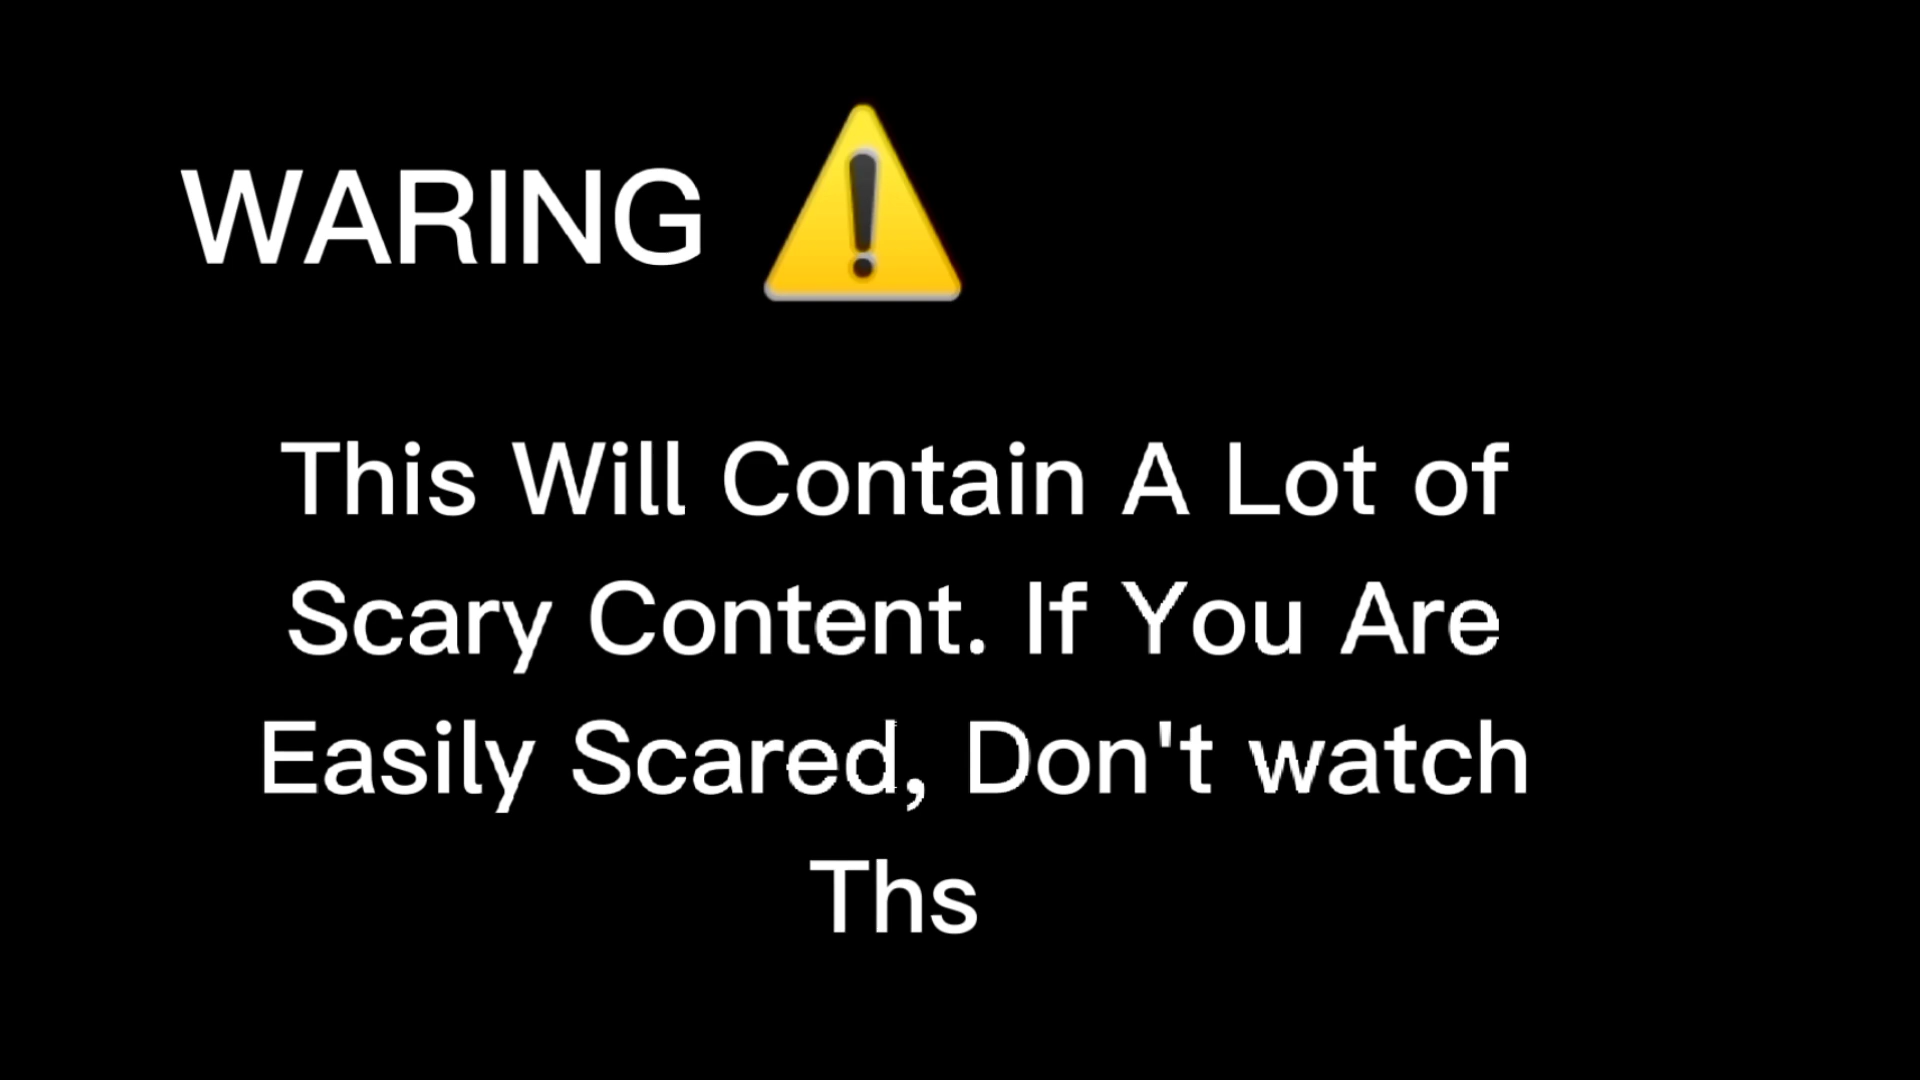 WARING ⚠️
This Will Contain A Lot of
Scary Content. If You Are
Easily Scared, Don't watch
Ths